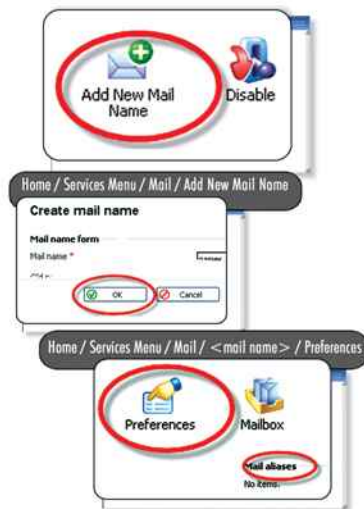 Add New Mail
Name
Disable
Home / Services Menu / Mail / Add New Mail Name
Create mail name
Mail name form
Mail name *
OK
Cancel
Home / Services Menu / Mail / <mail name> / Preferences
Preferences
Mailbox
Mail aliases
No items.